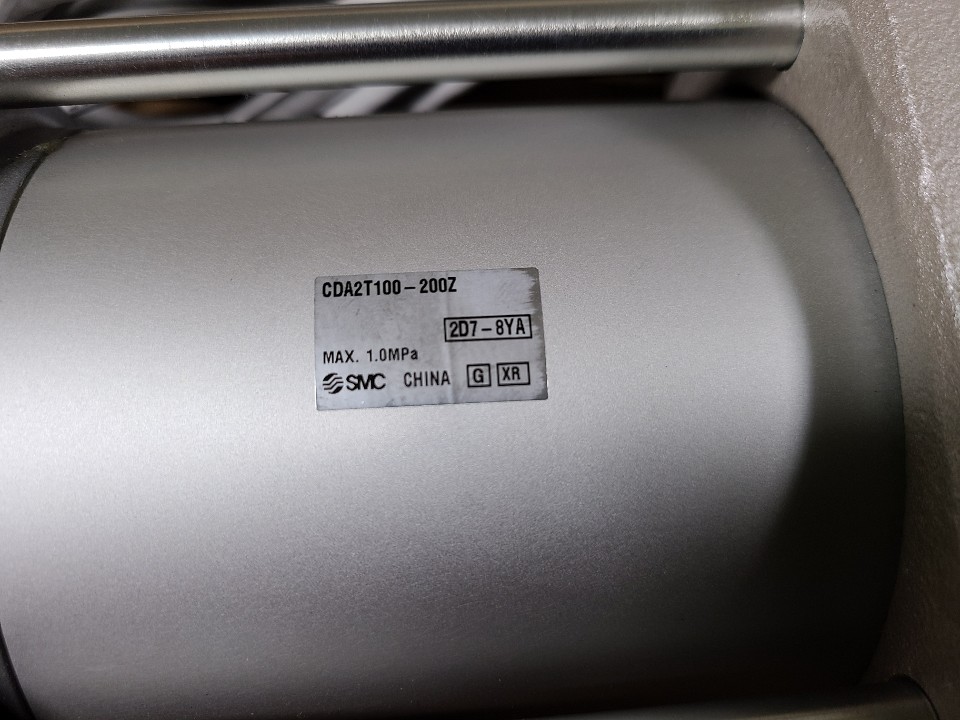 CDA2T100-200Z
2D7-8YA
MAX. 1.0MPa
SMC CHINA G XR